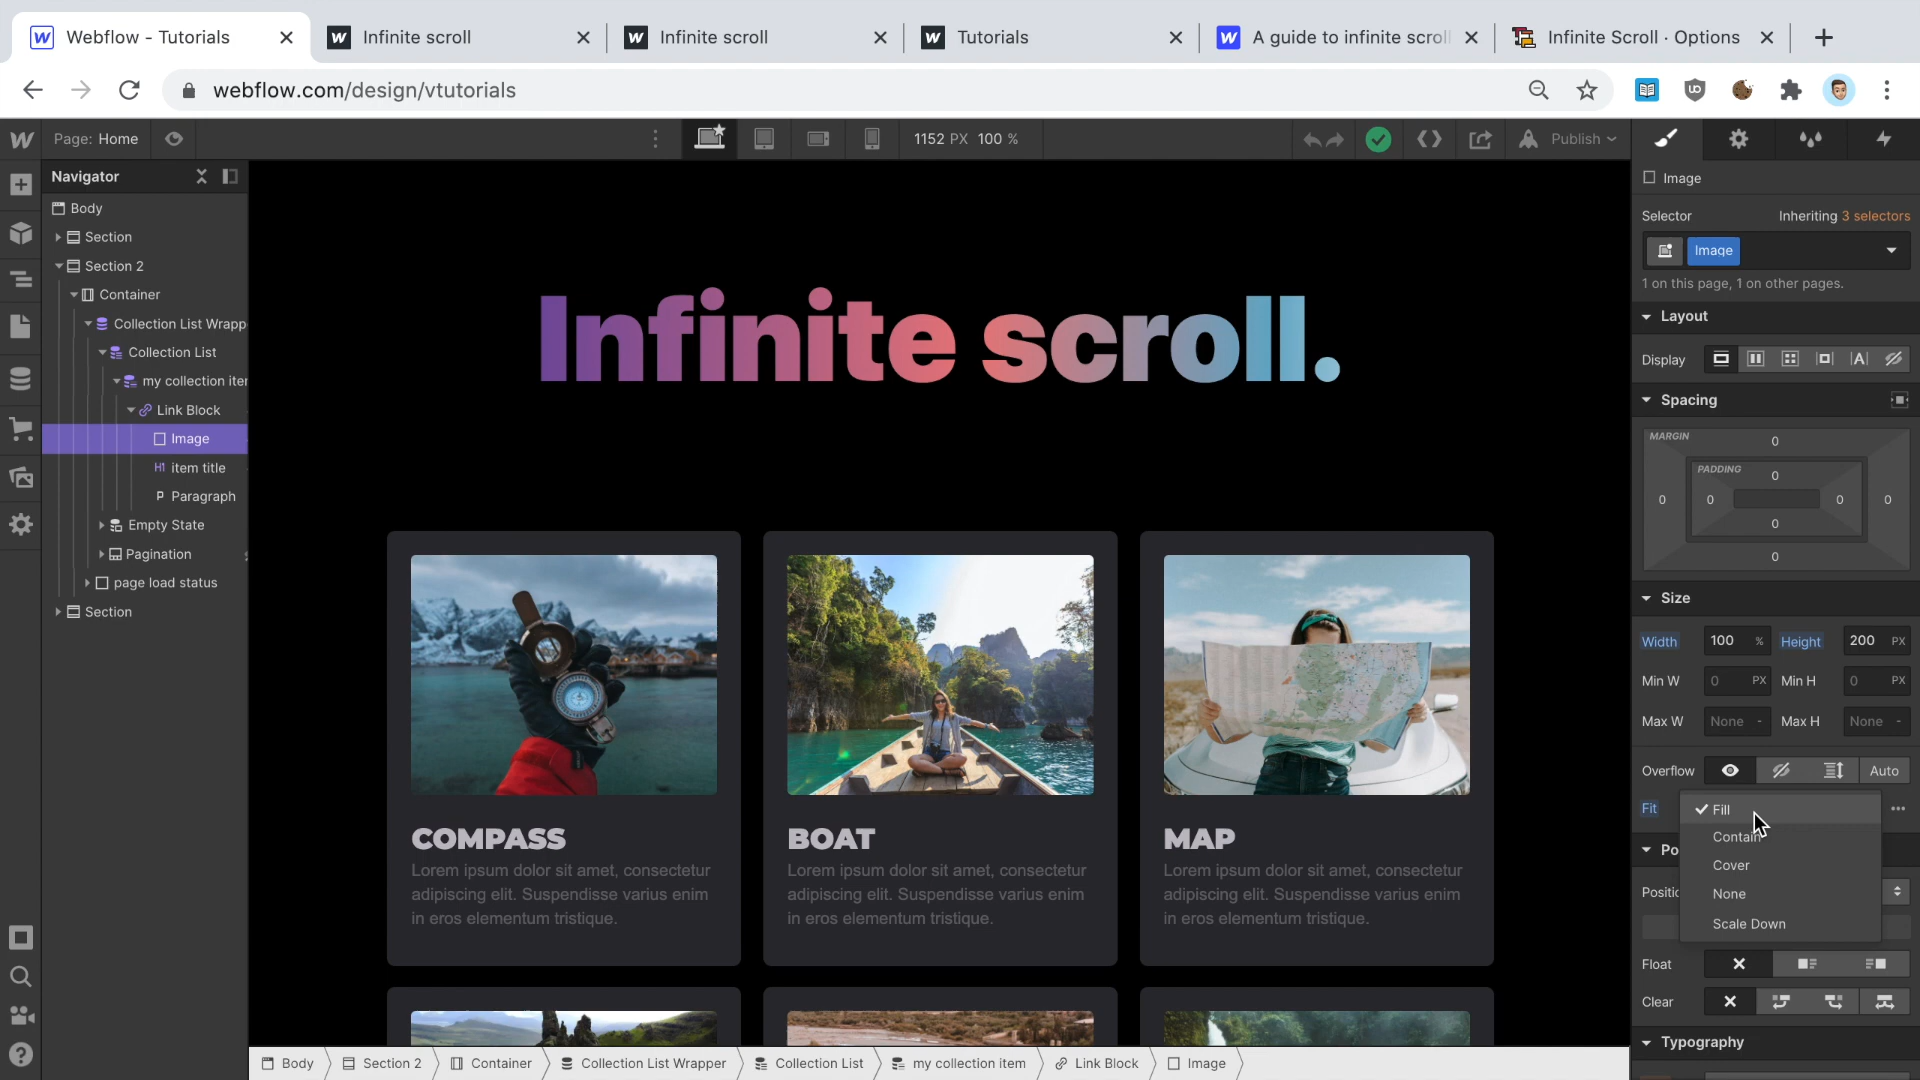 Webflow - Tutorials
Infinite scroll
Infinite scroll
Tutorials
A guide to infinite scrol
Infinite Scroll · Options
webflow.com/design/vtutorials
Page: Home
1152 PX 100 %
Publish
Navigator
Body
Section
Section 2
Container
Collection List Wrapp
Collection List
my collection iter
Link Block
Image
H1 item title
P Paragraph
Empty State
Pagination
page load status
Section
Infinite scroll.
COMPASS
Lorem ipsum dolor sit amet, consectetur
adipiscing elit. Suspendisse varius enim
in eros elementum tristique.
BOAT
Lorem ipsum dolor sit amet, consectetur
adipiscing elit. Suspendisse varius enim
in eros elementum tristique.
MAP
Lorem ipsum dolor sit amet, consectetur
adipiscing elit. Suspendisse varius enim
in eros elementum tristique.
Body
Section 2
Container
Collection List Wrapper
Collection List
my collection item
Link Block
Image
Image
Selector
Inheriting 3 selectors
Image
1 on this page, 1 on other pages.
Layout
Display
Spacing
MARGIN
0
PADDING
0
0 0 0 0
0
0
Size
Width 100 % Height 200 PX
Min W 0 PX Min H 0 PX
Max W None - Max H None -
Overflow Auto
Fit
Fill
Contain
Cover
None
Scale Down
Po
Positic
Float
Clear
Typography